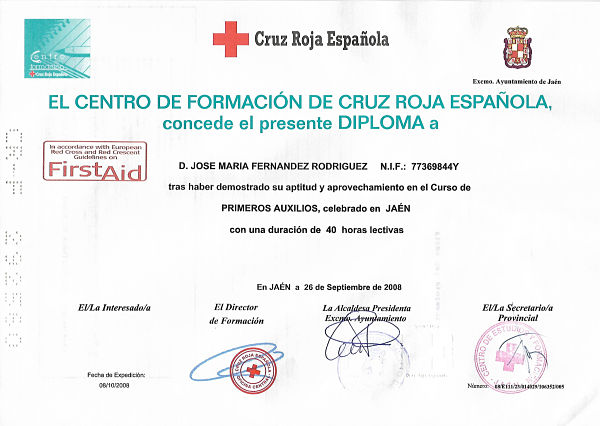 Cruz Roja Española
Excmo. Ayuntamiento de Jaén
EL CENTRO DE FORMACIÓN DE CRUZ ROJA ESPAÑOLA,
concede el presente DIPLOMA a
In accordance with European
Red Cross and Red Crescent
Guidelines on
FirstAid
D. JOSE MARIA FERNANDEZ RODRIGUEZ N.I.F.: 77369844Y
tras haber demostrado su aptitud y aprovechamiento en el Curso de
PRIMEROS AUXILIOS, celebrado en JAÉN
con una duración de 40 horas lectivas
En JAÉN a 26 de Septiembre de 2008
El/La Interesado/a
El Director
de Formación
La Alcaldesa Presidenta
Excmo. Ayuntamiento
El/La Secretario/a
Provincial
Fecha de Expedición:
06/10/2008
Número:
CR-F 292560